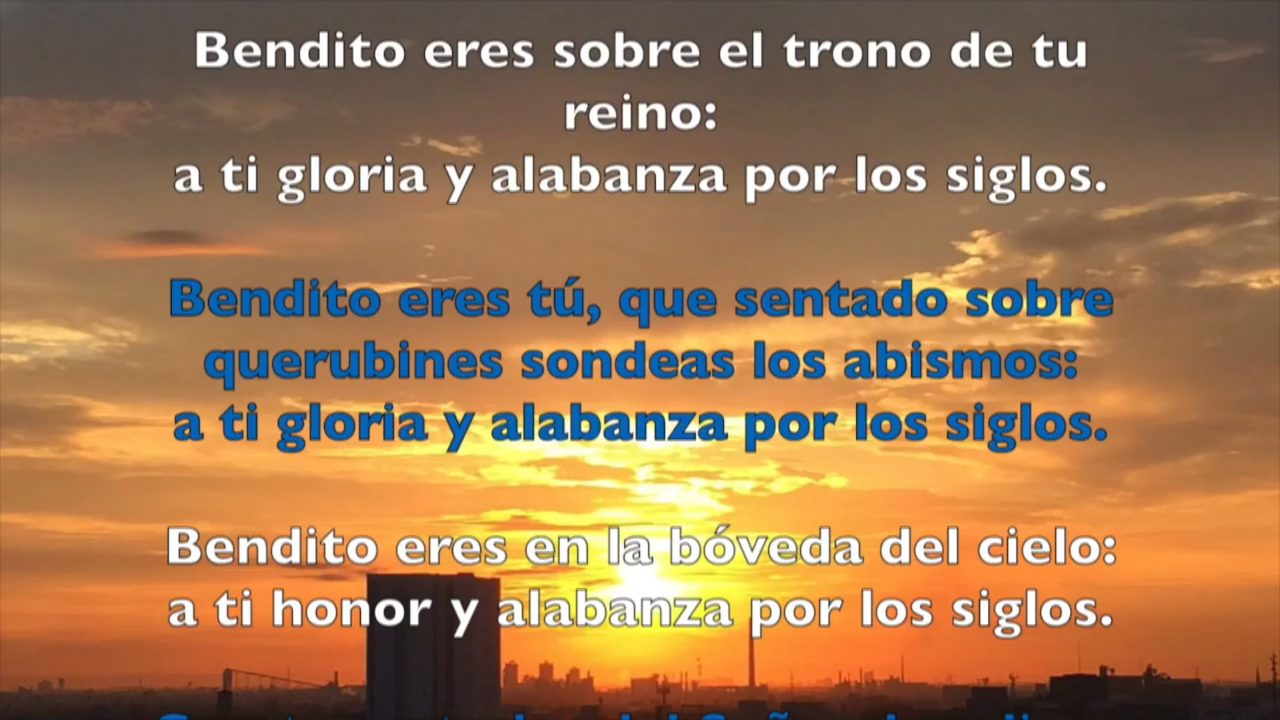 Bendito eres sobre el trono de tu
reino:
a ti gloria y alabanza por los siglos.
Bendito eres tú, que sentado sobre
querubines sondeas los abismos:
a ti gloria y alabanza por los siglos.
Bendito eres en la bóveda del cielo:
a ti honor y alabanza por los siglos.